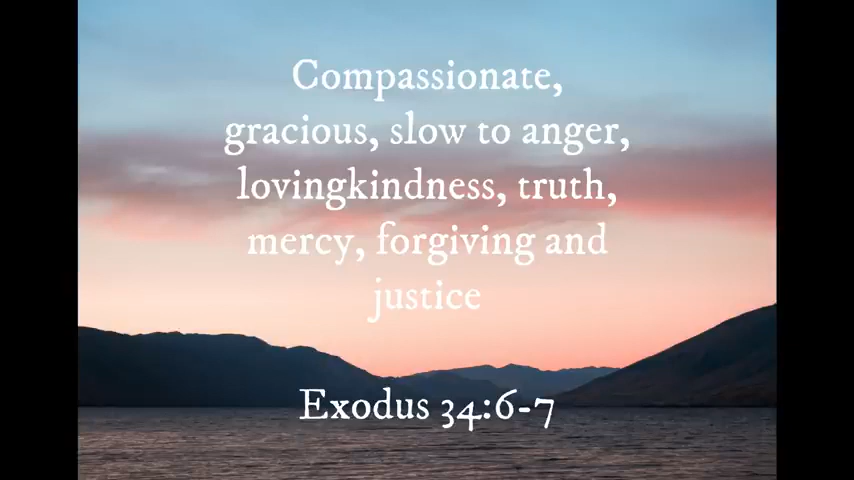 Compassionate,
gracious, slow to anger,
lovingkindness, truth,
mercy, forgiving and
justice
Exodus 34:6-7